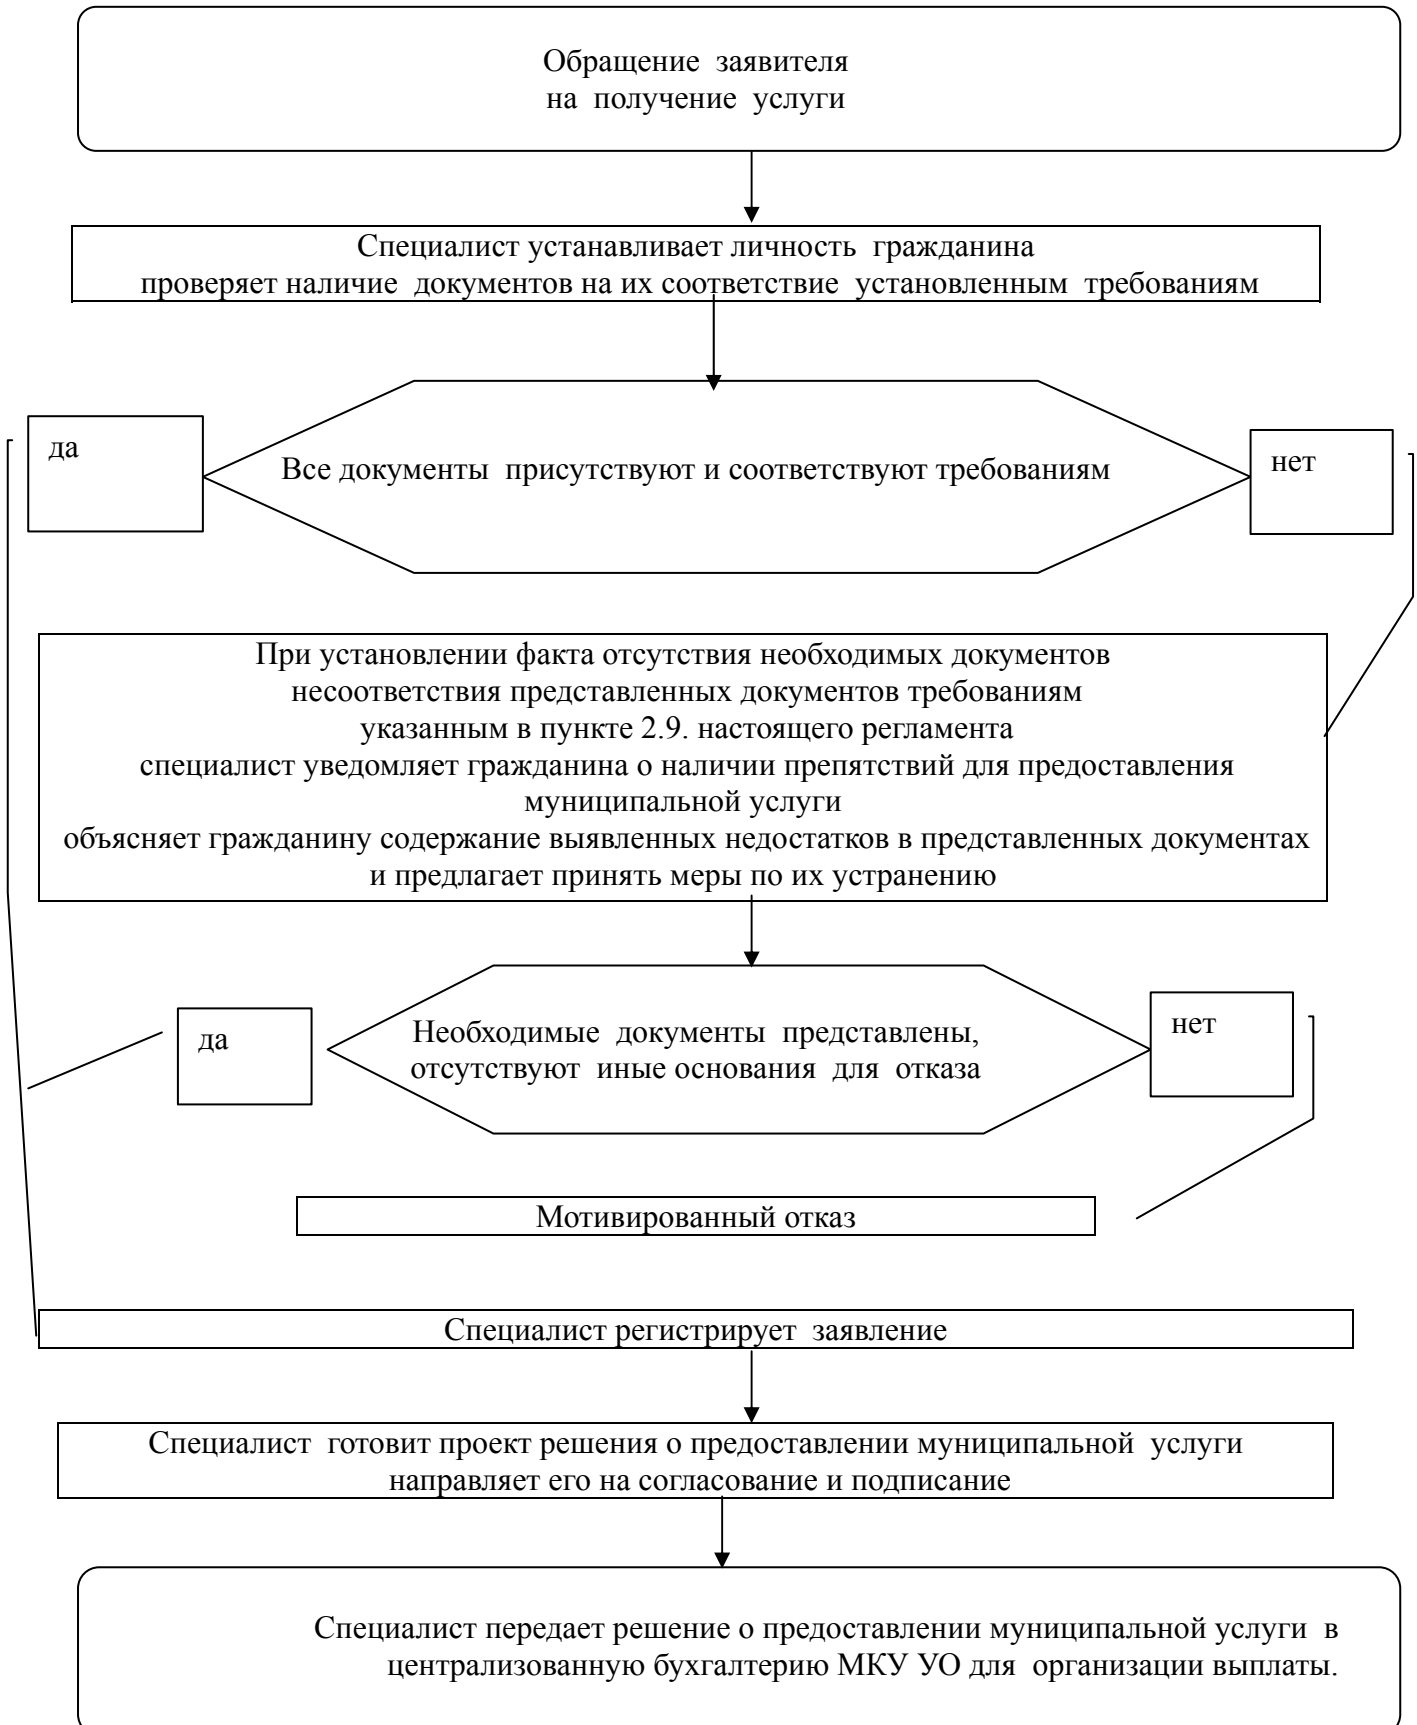 Обращение заявителя
на получение услуги
Специалист устанавливает личность гражданина
проверяет наличие документов на их соответствие установленным требованиям
да
Все документы присутствуют и соответствуют требованиям
нет
При установлении факта отсутствия необходимых документов
несоответствия представленных документов требованиям
указанным в пункте 2.9. настоящего регламента
специалист уведомляет гражданина о наличии препятствий для предоставления
муниципальной услуги
объясняет гражданину содержание выявленных недостатков в представленных документах
и предлагает принять меры по их устранению
да
Необходимые документы представлены,
отсутствуют иные основания для отказа
нет
Мотивированный отказ
Специалист регистрирует заявление
Специалист готовит проект решения о предоставлении муниципальной услуги
направляет его на согласование и подписание
Специалист передает решение о предоставлении муниципальной услуги в
централизованную бухгалтерию МКУ УО для организации выплаты.